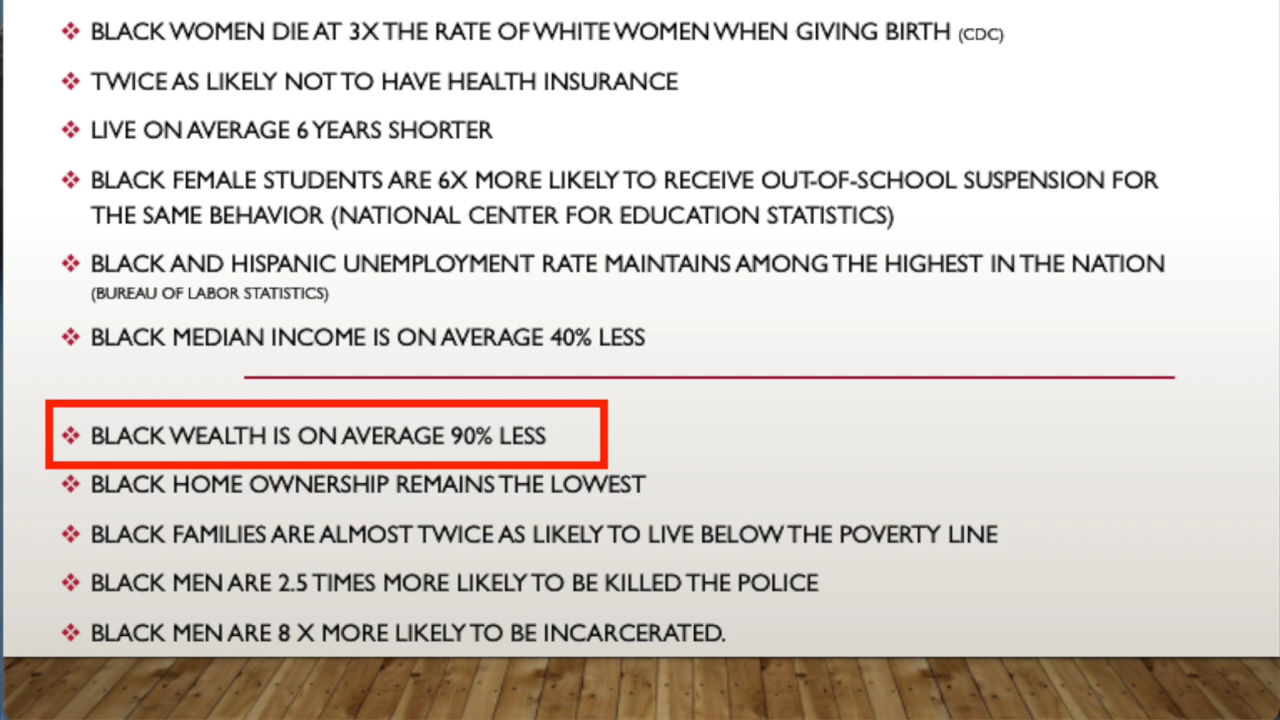 BLACK WOMEN DIE AT 3X THE RATE OF WHITE WOMEN WHEN GIVING BIRTH (CDC)
TWICE AS LIKELY NOT TO HAVE HEALTH INSURANCE
LIVE ON AVERAGE 6 YEARS SHORTER
BLACK FEMALE STUDENTS ARE 6X MORE LIKELY TO RECEIVE OUT-OF-SCHOOL SUSPENSION FOR
THE SAME BEHAVIOR (NATIONAL CENTER FOR EDUCATION STATISTICS)
BLACK AND HISPANIC UNEMPLOYMENT RATE MAINTAINS AMONG THE HIGHEST IN THE NATION
(BUREAU OF LABOR STATISTICS)
BLACK MEDIAN INCOME IS ON AVERAGE 40% LESS
BLACK WEALTH IS ON AVERAGE 90% LESS
BLACK HOME OWNERSHIP REMAINS THE LOWEST
BLACK FAMILIES ARE ALMOST TWICE AS LIKELY TO LIVE BELOW THE POVERTY LINE
BLACK MEN ARE 2.5 TIMES MORE LIKELY TO BE KILLED THE POLICE
BLACK MEN ARE 8 X MORE LIKELY TO BE INCARCERATED.